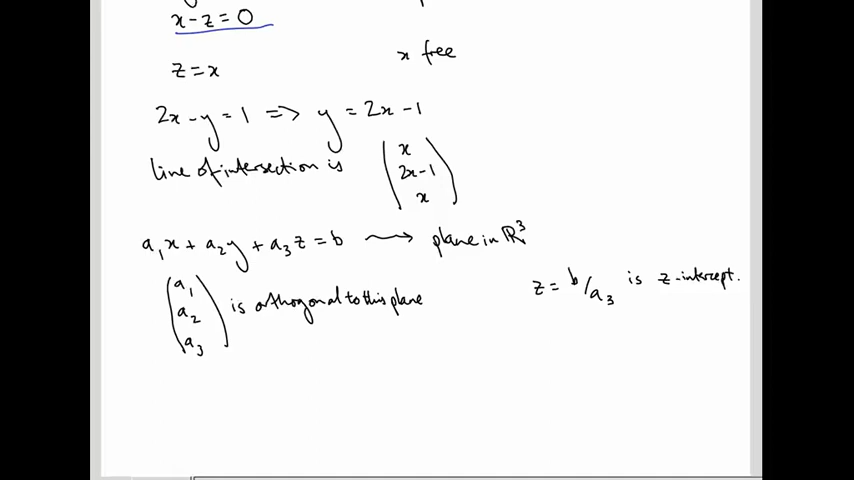 x-z=0
x free
z=x
2x-y=1 => y=2x-1
line of intersection is (x 2x-1 x)
a₁x+a₂y+a₃z=b ⟿ plane in ℝ³
(a₁ a₂ a₃) is orthogonal to this plane
z=b/a₃ is z-intercept.